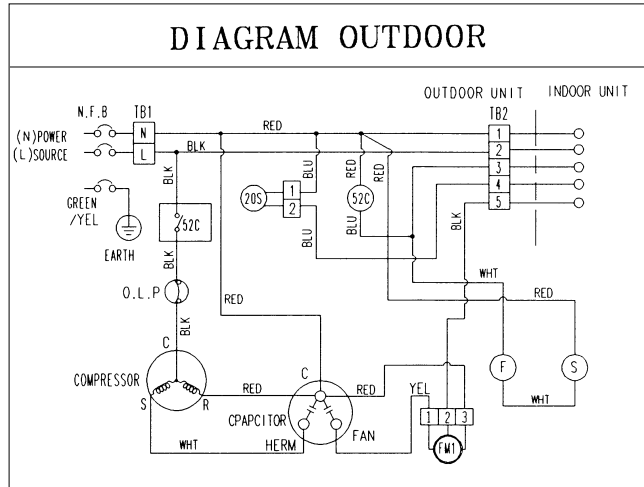 DIAGRAM OUTDOOR
OUTDOOR UNIT
INDOOR UNIT
N.F.B
TB1
TB2
(N)POWER
N
RED
1
(L)SOURCE
L
BLK
2
3
4
5
BLK
BLU
RED
RED
GREEN
/YEL
20S
1
2
52C
EARTH
52C
BLU
BLU
BLK
BLK
O.L.P
BLK
RED
WHT
RED
C
C
COMPRESSOR
F
S
S
R
RED
RED
YEL
WHT
CPAPCITOR
1
2
3
WHT
HERM
FAN
FM1